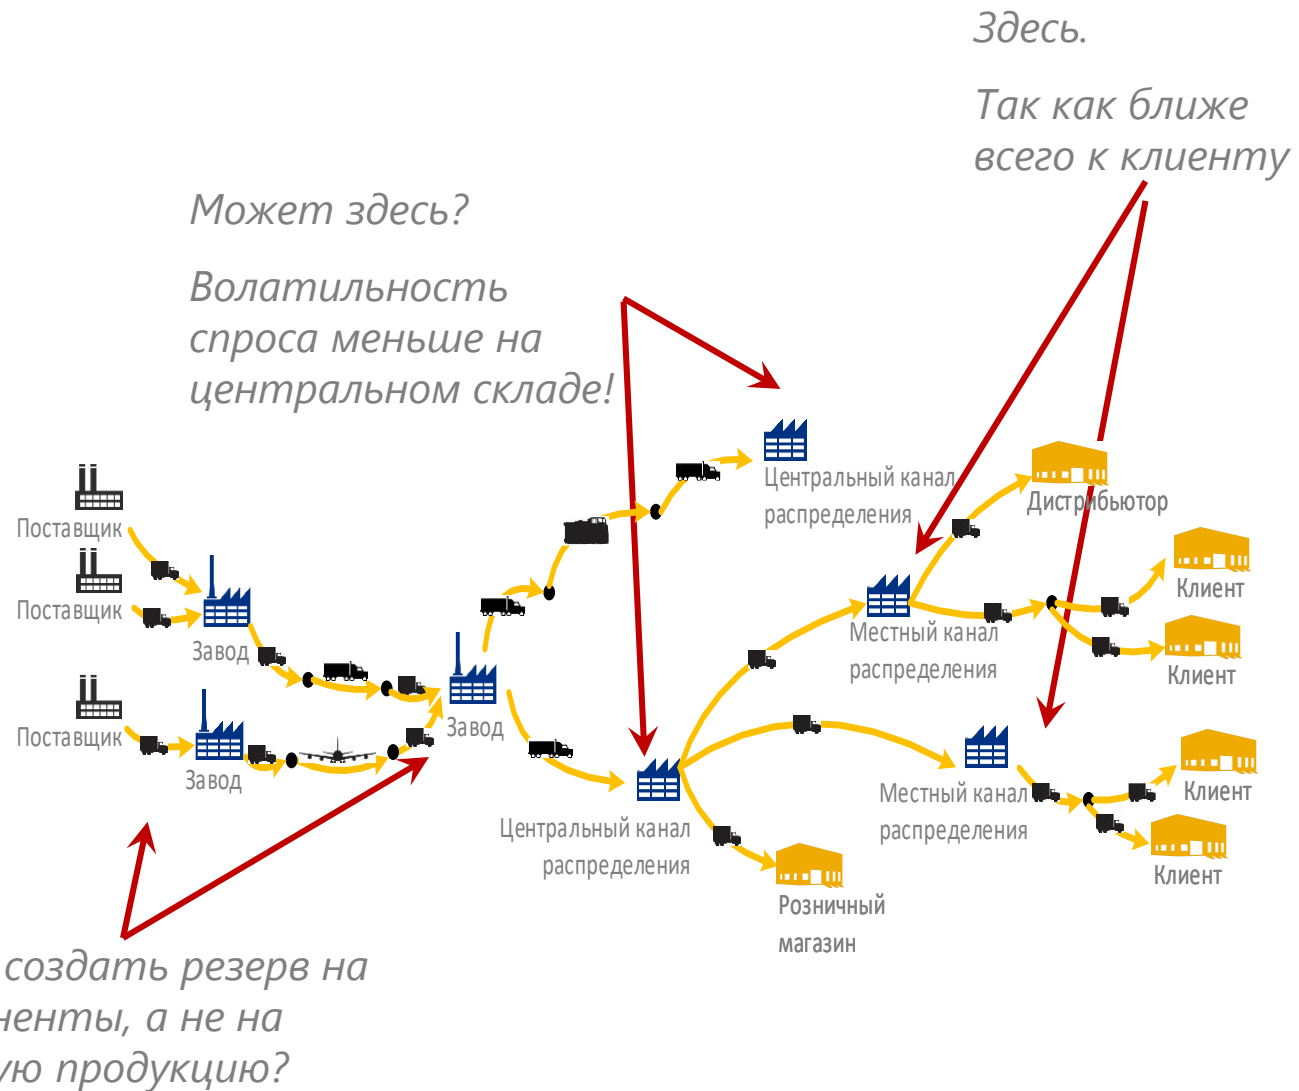 Здесь.
Так как ближе
всего к клиенту
Может здесь?
Волатильность
спроса меньше на
центральном складе!
Центральный канал
распределения
Дистрибьютор
Поставщик
Клиент
Поставщик
Завод
Местный канал
распределения
Клиент
Поставщик
Завод
Завод
Местный канал
распределения
Клиент
Центральный канал
распределения
Клиент
Розничный
магазин
создать резерв на
а не на
продукцию?